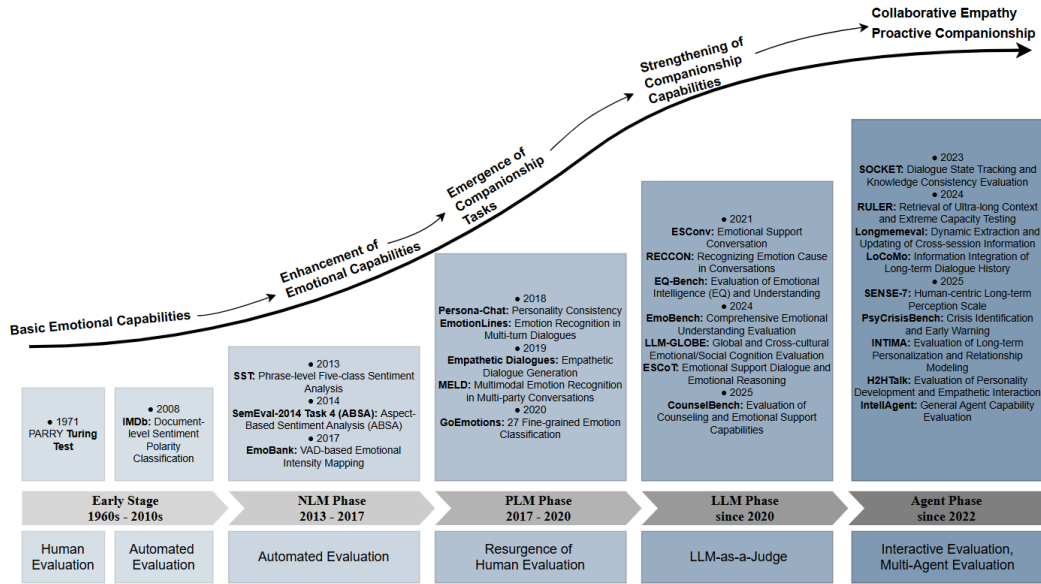 Collaborative Empathy
Proactive Companionship
Strengthening of
Companionship
Capabilities
Emergence of
Companionship
Tasks
Enhancement of
Emotional Capabilities
Basic Emotional Capabilities
● 1971
PARRY Turing
Test
● 2008
IMDb: Document-
level Sentiment
Polarity
Classification
● 2013
SST: Phrase-level Five-class Sentiment
Analysis
● 2014
SemEval-2014 Task 4 (ABSA): Aspect-
Based Sentiment Analysis (ABSA)
● 2017
EmoBank: VAD-based Emotional
Intensity Mapping
● 2018
Persona-Chat: Personality Consistency
EmotionLines: Emotion Recognition in
Multi-turn Dialogues
● 2019
Empathetic Dialogues: Empathetic
Dialogue Generation
MELD: Multimodal Emotion Recognition
in Multi-party Conversations
● 2020
GoEmotions: 27 Fine-grained Emotion
Classification
● 2021
ESConv: Emotional Support
Conversation
RECCON: Recognizing Emotion Cause
in Conversations
EQ-Bench: Evaluation of Emotional
Intelligence (EQ) and Understanding
● 2024
EmoBench: Comprehensive Emotional
Understanding Evaluation
LLM-GLOBE: Global and Cross-cultural
Emotional/Social Cognition Evaluation
ESCoT: Emotional Support Dialogue and
Emotional Reasoning
● 2025
CounselBench: Evaluation of
Counseling and Emotional Support
Capabilities
● 2023
SOCKET: Dialogue State Tracking and
Knowledge Consistency Evaluation
● 2024
RULER: Retrieval of Ultra-long Context
and Extreme Capacity Testing
Longmemeval: Dynamic Extraction and
Updating of Cross-session Information
LoCoMo: Information Integration of
Long-term Dialogue History
● 2025
SENSE-7: Human-centric Long-term
Perception Scale
PsyCrisisBench: Crisis Identification
and Early Warning
INTIMA: Evaluation of Long-term
Personalization and Relationship
Modeling
H2HTalk: Evaluation of Personality
Development and Empathetic Interaction
IntellAgent: General Agent Capability
Evaluation
Early Stage
1960s - 2010s
NLM Phase
2013 - 2017
PLM Phase
2017 - 2020
LLM Phase
since 2020
Agent Phase
since 2022
Human
Evaluation
Automated
Evaluation
Automated Evaluation
Resurgence of
Human Evaluation
LLM-as-a-Judge
Interactive Evaluation,
Multi-Agent Evaluation